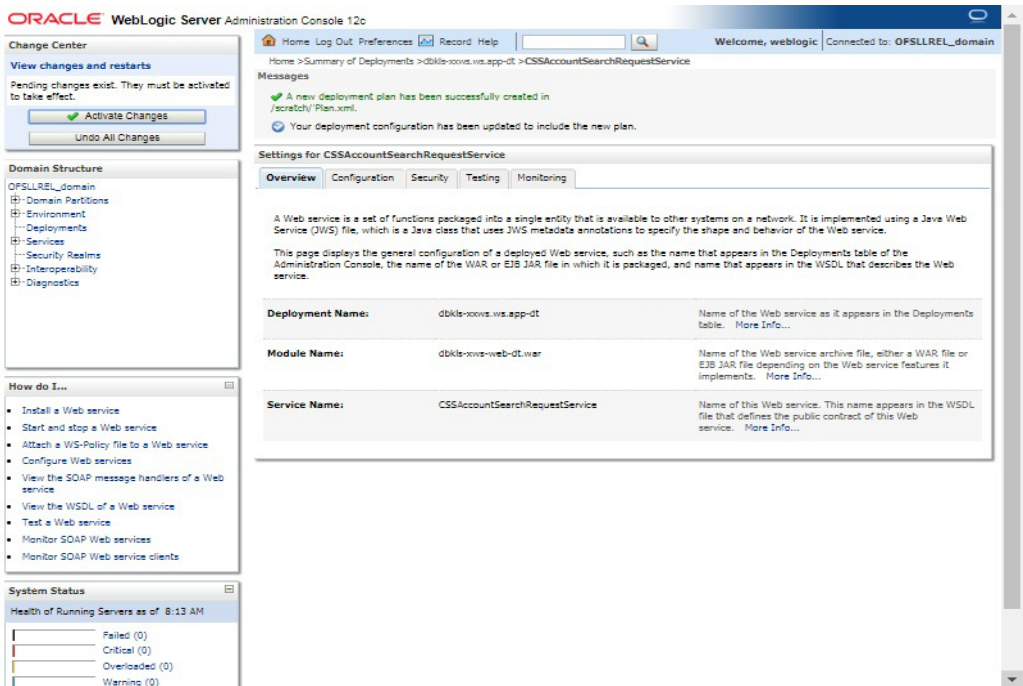 ORACLE WebLogic Server Administration Console 12c
Change Center
View changes and restarts
Pending changes exist. They must be activated
to take effect.
Activate Changes
Undo All Changes
Domain Structure
OFSLLREL_domain
Domain Partitions
Environment
Deployments
Services
Security Realms
Interoperability
Diagnostics
How do I...
Install a Web service
Start and stop a Web service
Attach a WS-Policy file to a Web service
Configure Web services
View the SOAP message handlers of a Web
service
View the WSDL of a Web service
Test a Web service
Monitor SOAP Web services
Monitor SOAP Web service clients
System Status
Health of Running Servers as of 8:13 AM
Failed (0)
Critical (0)
Overloaded (0)
Warning (0)
Home Log Out Preferences Record Help
Welcome, weblogic Connected to: OFSLLREL_domain
Home >Summary of Deployments >dbkls-xxws.ws.app-dt >CSSAccountSearchRequestService
Messages
A new deployment plan has been successfully created in
/scratch/'Plan.xml.
Your deployment configuration has been updated to include the new plan.
Settings for CSSAccountSearchRequestService
Overview Configuration Security Testing Monitoring
A Web service is a set of functions packaged into a single entity that is available to other systems on a network. It is implemented using a Java Web
Service (JWS) file, which is a Java class that uses JWS metadata annotations to specify the shape and behavior of the Web service.
This page displays the general configuration of a deployed Web service, such as the name that appears in the Deployments table of the
Administration Console, the name of the WAR or EJB JAR file in which it is packaged, and name that appears in the WSDL that describes the Web
service.
Deployment Name: dbkls-xxws.ws.app-dt Name of the Web service as it appears in the Deployments
table. More Info...
Module Name: dbkls-xws-web-dt.war Name of the Web service archive file, either a WAR file or
EJB JAR file depending on the Web service features it
implements. More Info...
Service Name: CSSAccountSearchRequestService Name of this Web service. This name appears in the WSDL
file that defines the public contract of this Web
service. More Info...